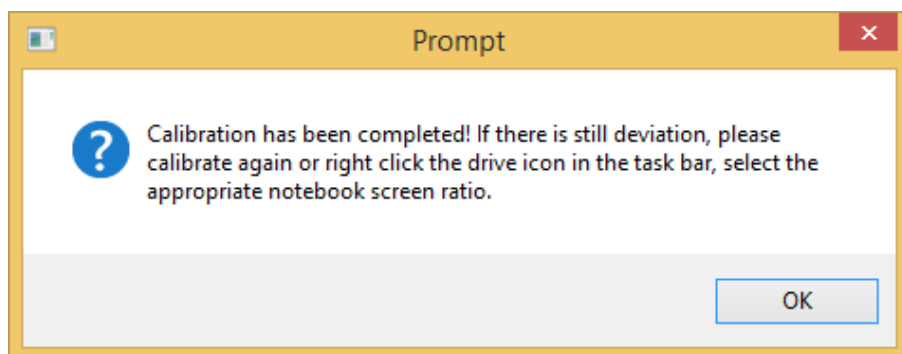 Prompt
Calibration has been completed! If there is still deviation, please
calibrate again or right click the drive icon in the task bar, select the
appropriate notebook screen ratio.
OK